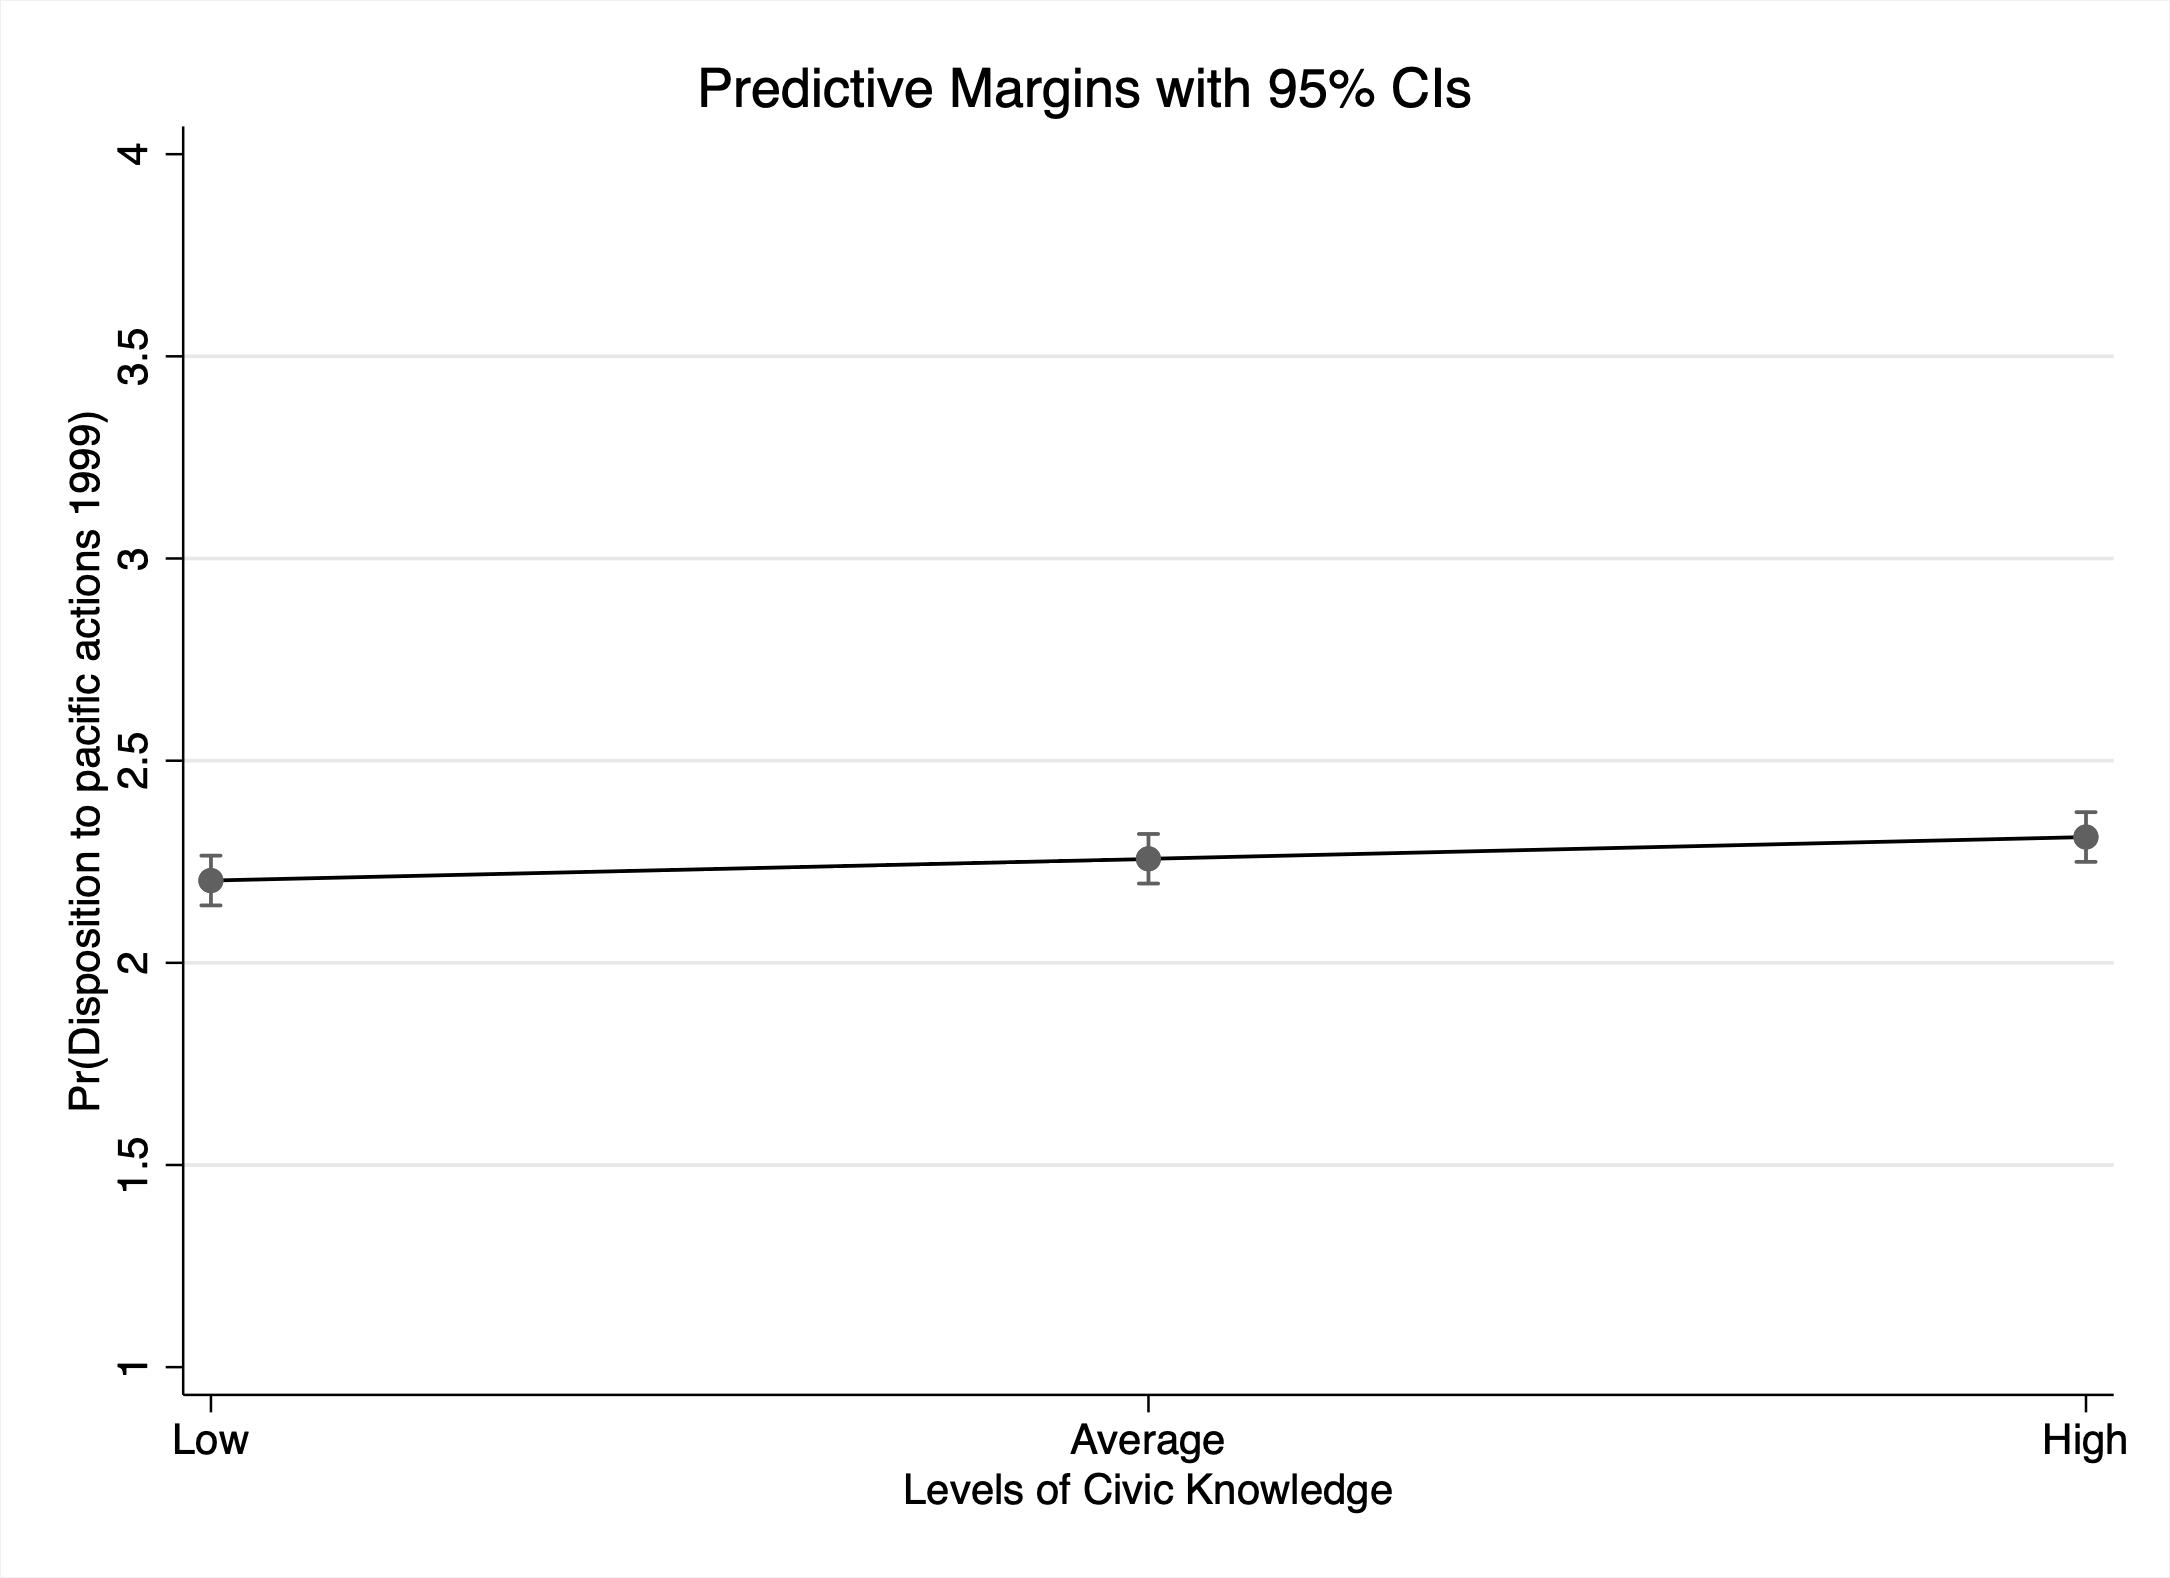 Predictive Margins with 95% CIs
Pr(Disposition to pacific actions 1999)
4
3.5
3
2.5
2
1.5
1
Low
Average
High
Levels of Civic Knowledge